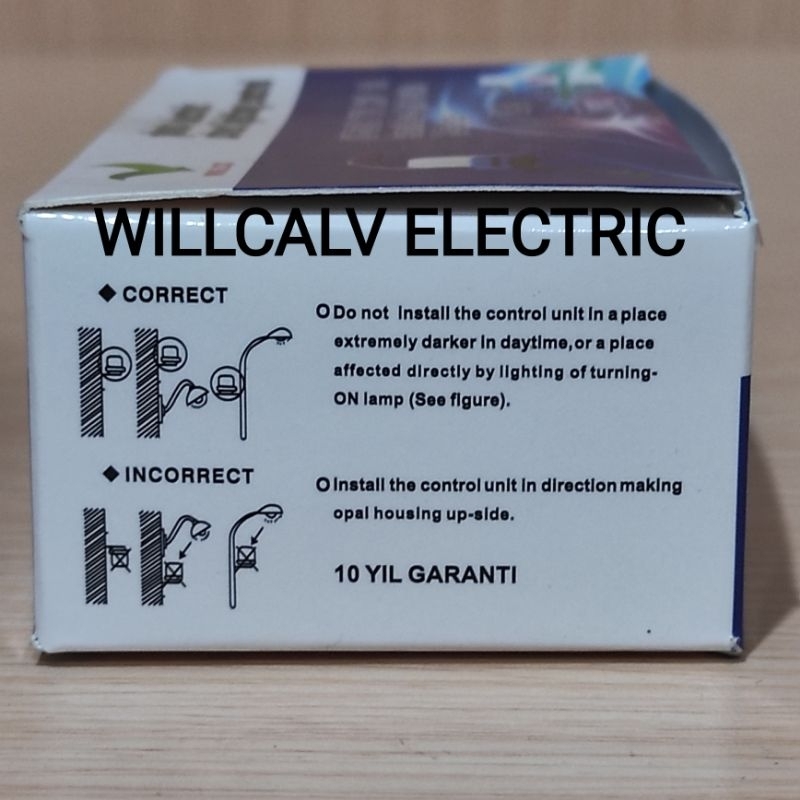 WILLCALV ELECTRIC
◆ CORRECT
O Do not Install the control unit in a place
extremely darker in daytime,or a place
affected directly by lighting of turning-
ON lamp (See figure).
◆ INCORRECT
O Install the control unit in direction making
opal housing up-side.
10 YIL GARANTI